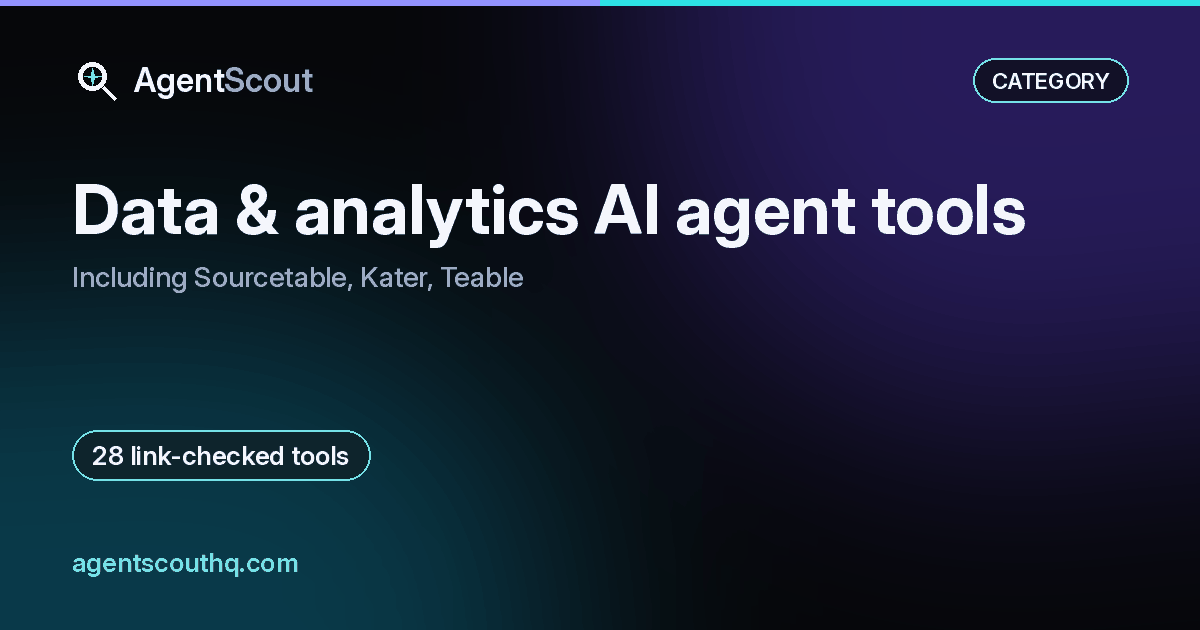 AgentScout
CATEGORY
Data & analytics AI agent tools
Including Sourcetable, Kater, Teable
28 link-checked tools
agentscouthq.com